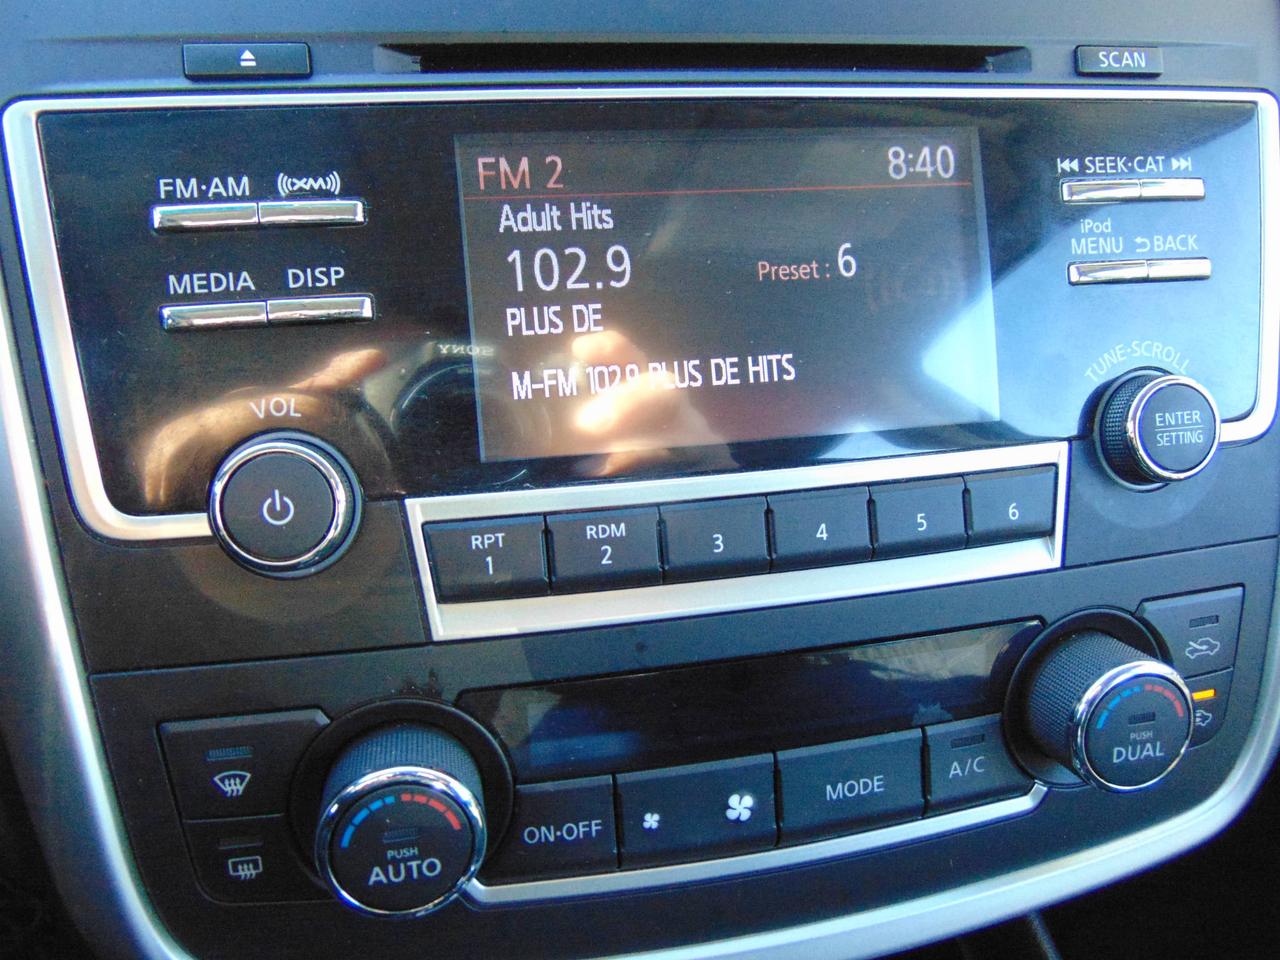 SCAN
FM·AM
((XM))
MEDIA
DISP
VOL
FM 2
8:40
Adult Hits
102.9
Preset : 6
PLUS DE
M-FM 102.9 PLUS DE HITS
SEEK·CAT
iPod
MENU
BACK
TUNE·SCROLL
ENTER
SETTING
SONY
RPT
1
RDM
2
3
4
5
6
PUSH
AUTO
ON·OFF
MODE
A/C
PUSH
DUAL